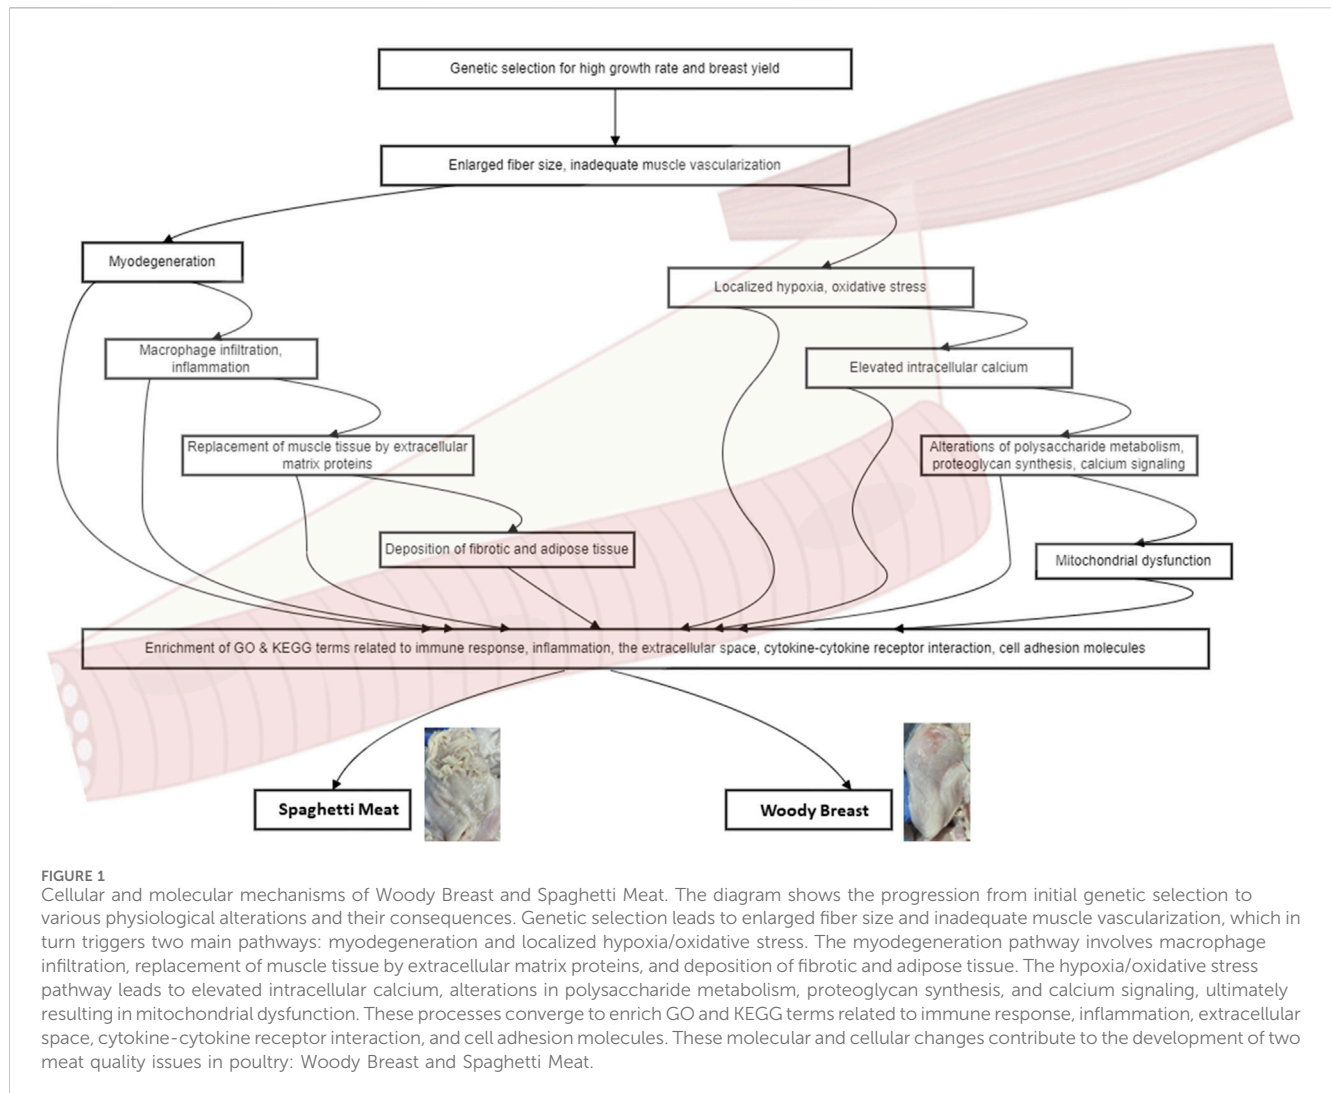 Genetic selection for high growth rate and breast yield
Enlarged fiber size, inadequate muscle vascularization
Myodegeneration
Localized hypoxia, oxidative stress
Macrophage infiltration,
inflammation
Elevated intracellular calcium
Replacement of muscle tissue by extracellular
matrix proteins
Alterations of polysaccharide metabolism,
proteoglycan synthesis, calcium signaling
Deposition of fibrotic and adipose tissue
Mitochondrial dysfunction
Enrichment of GO & KEGG terms related to immune response, inflammation, the extracellular space, cytokine-cytokine receptor interaction, cell adhesion molecules
Spaghetti Meat
Woody Breast
FIGURE 1
Cellular and molecular mechanisms of Woody Breast and Spaghetti Meat. The diagram shows the progression from initial genetic selection to
various physiological alterations and their consequences. Genetic selection leads to enlarged fiber size and inadequate muscle vascularization, which in
turn triggers two main pathways: myodegeneration and localized hypoxia/oxidative stress. The myodegeneration pathway involves macrophage
infiltration, replacement of muscle tissue by extracellular matrix proteins, and deposition of fibrotic and adipose tissue. The hypoxia/oxidative stress
pathway leads to elevated intracellular calcium, alterations in polysaccharide metabolism, proteoglycan synthesis, and calcium signaling, ultimately
resulting in mitochondrial dysfunction. These processes converge to enrich GO and KEGG terms related to immune response, inflammation, extracellular
space, cytokine-cytokine receptor interaction, and cell adhesion molecules. These molecular and cellular changes contribute to the development of two
meat quality issues in poultry: Woody Breast and Spaghetti Meat.